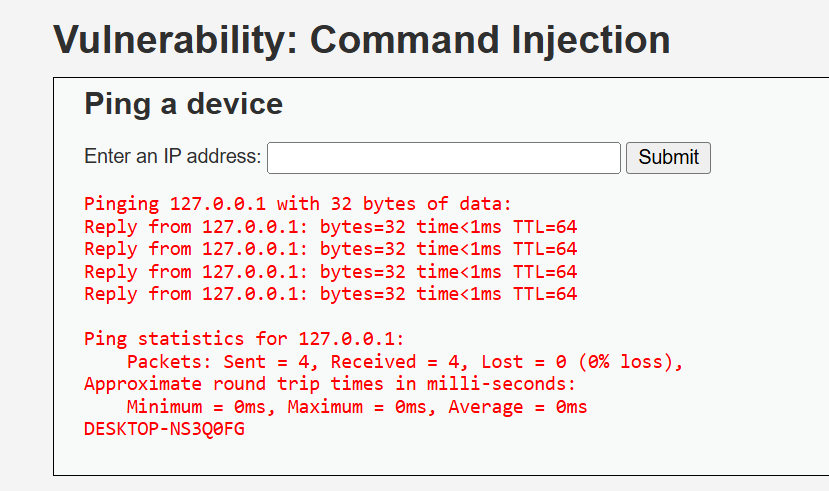 Vulnerability: Command Injection
Ping a device
Enter an IP address: Submit
Pinging 127.0.0.1 with 32 bytes of data:
Reply from 127.0.0.1: bytes=32 time<1ms TTL=64
Reply from 127.0.0.1: bytes=32 time<1ms TTL=64
Reply from 127.0.0.1: bytes=32 time<1ms TTL=64
Reply from 127.0.0.1: bytes=32 time<1ms TTL=64
Ping statistics for 127.0.0.1:
    Packets: Sent = 4, Received = 4, Lost = 0 (0% loss),
Approximate round trip times in milli-seconds:
    Minimum = 0ms, Maximum = 0ms, Average = 0ms
DESKTOP-NS3Q0FG